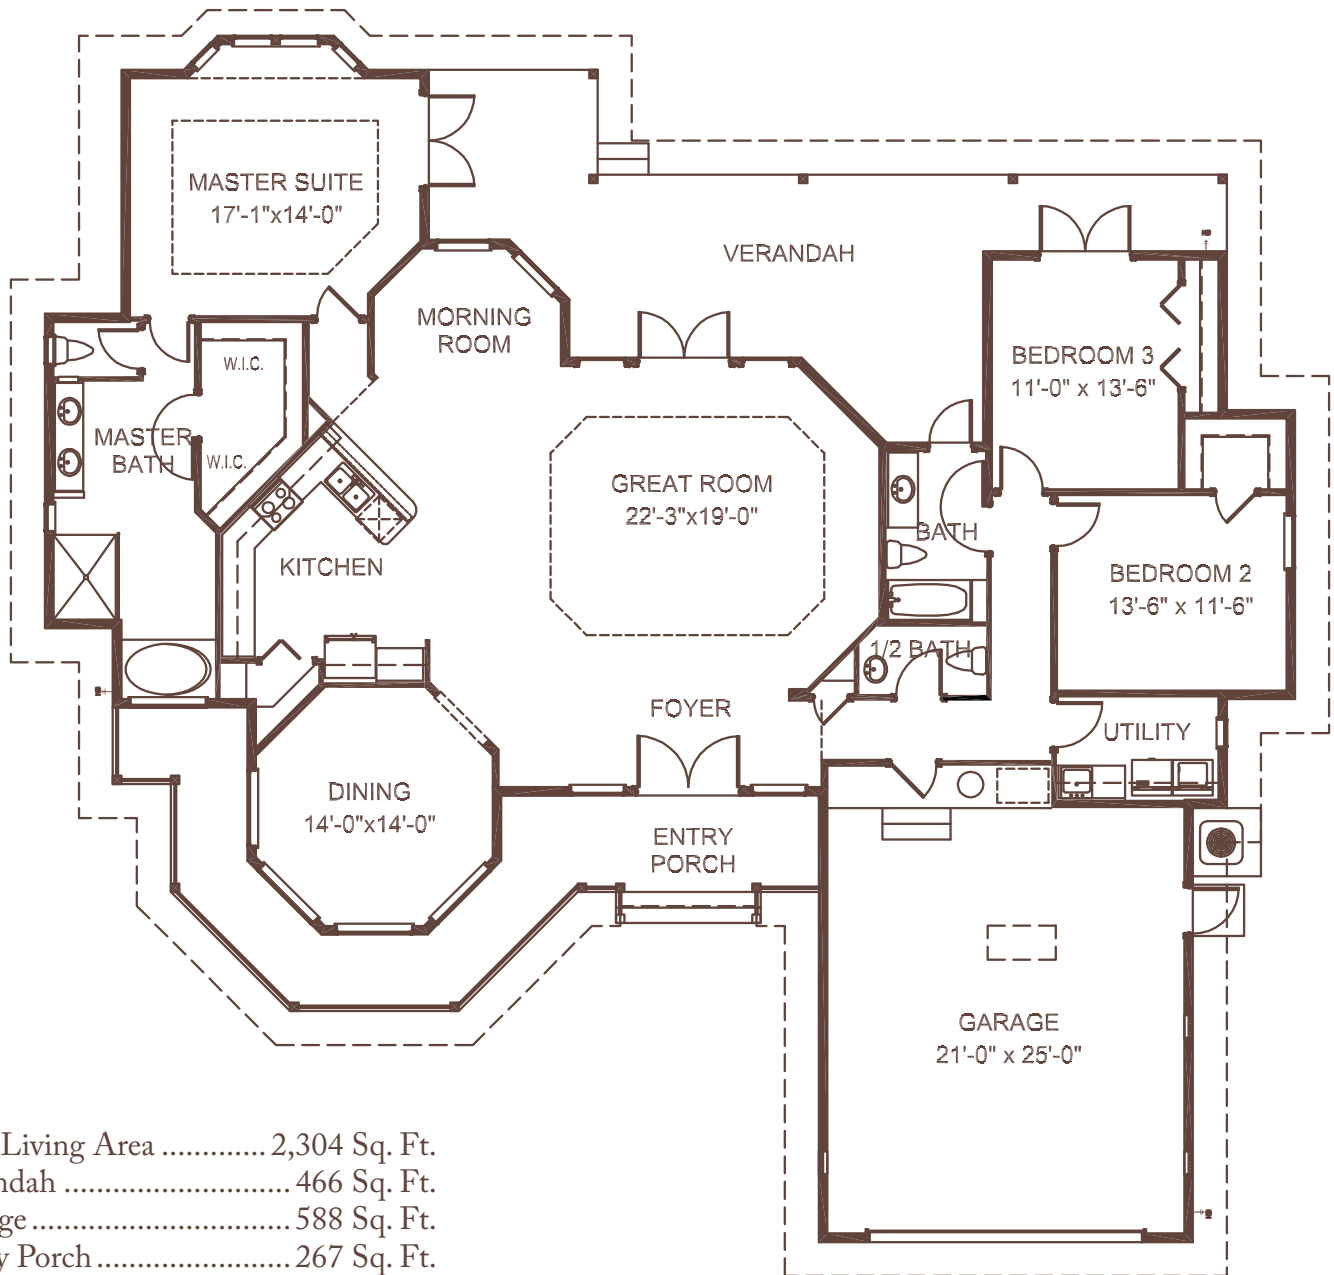 MASTER SUITE
17'-1"x14'-0"
VERANDAH
MORNING
ROOM
BEDROOM 3
11'-0" x 13'-6"
W.I.C.
MASTER
BATH
W.I.C.
GREAT ROOM
22'-3"x19'-0"
BATH
KITCHEN
BEDROOM 2
13'-6" x 11'-6"
1/2 BATH
FOYER
UTILITY
DINING
14'-0"x14'-0"
ENTRY
PORCH
GARAGE
21'-0" x 25'-0"
Living Area ............. 2,304 Sq. Ft.
ndah ............................ 466 Sq. Ft.
ge ................................ 588 Sq. Ft.
y Porch ........................ 267 Sq. Ft.